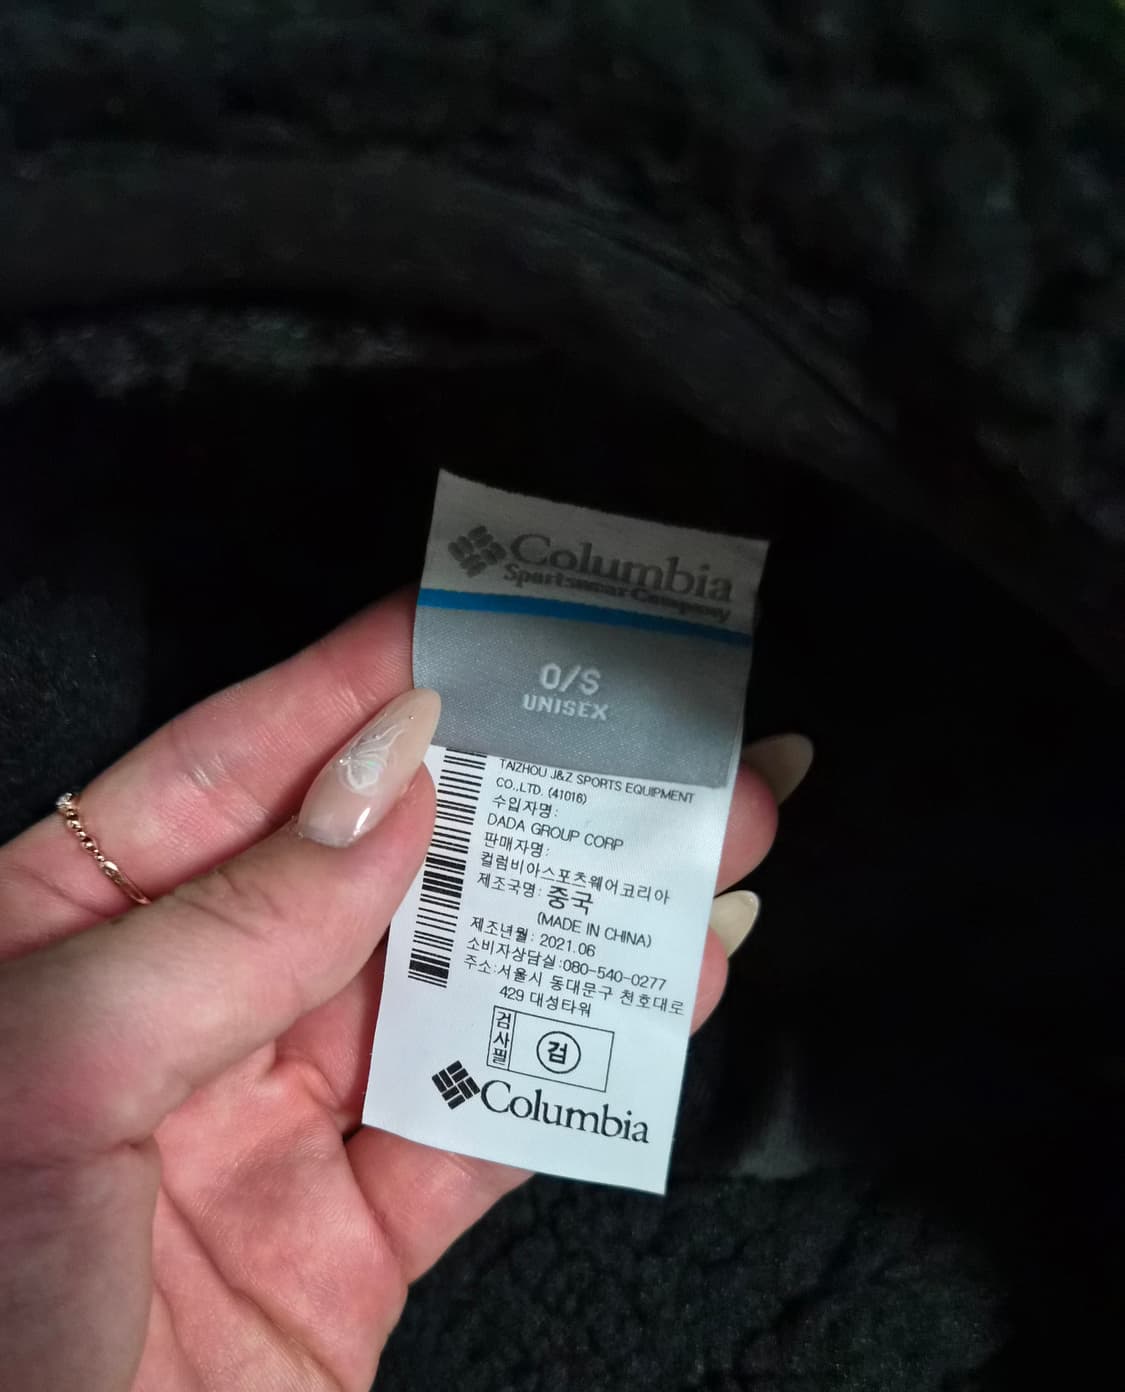 Columbia
Sportswear Company
O/S
UNISEX
TAIZHOU J&Z SPORTS EQUIPMENT
CO.,LTD. (41016)
수입자명:
DADA GROUP CORP
판매자명:
컬럼비아스포츠웨어코리아
제조국명: 중국
(MADE IN CHINA)
제조년월: 2021.06
소비자상담실:080-540-0277
주소:서울시 동대문구 천호대로
429 대성타워
검사필
검
Columbia